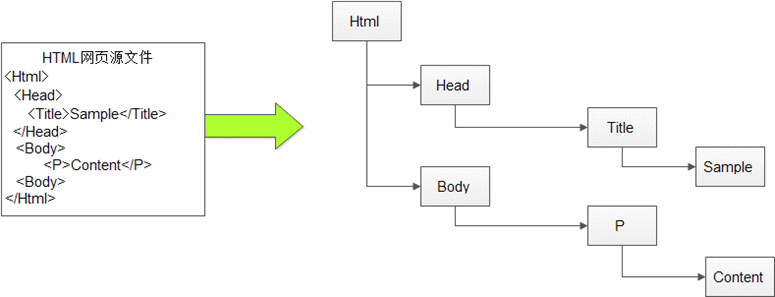 HTML网页源文件
<Html>
<Head>
<Title>Sample</Title>
</Head>
<Body>
<P>Content</P>
<Body>
</Html>
Html
Head
Title
Sample
Body
P
Content